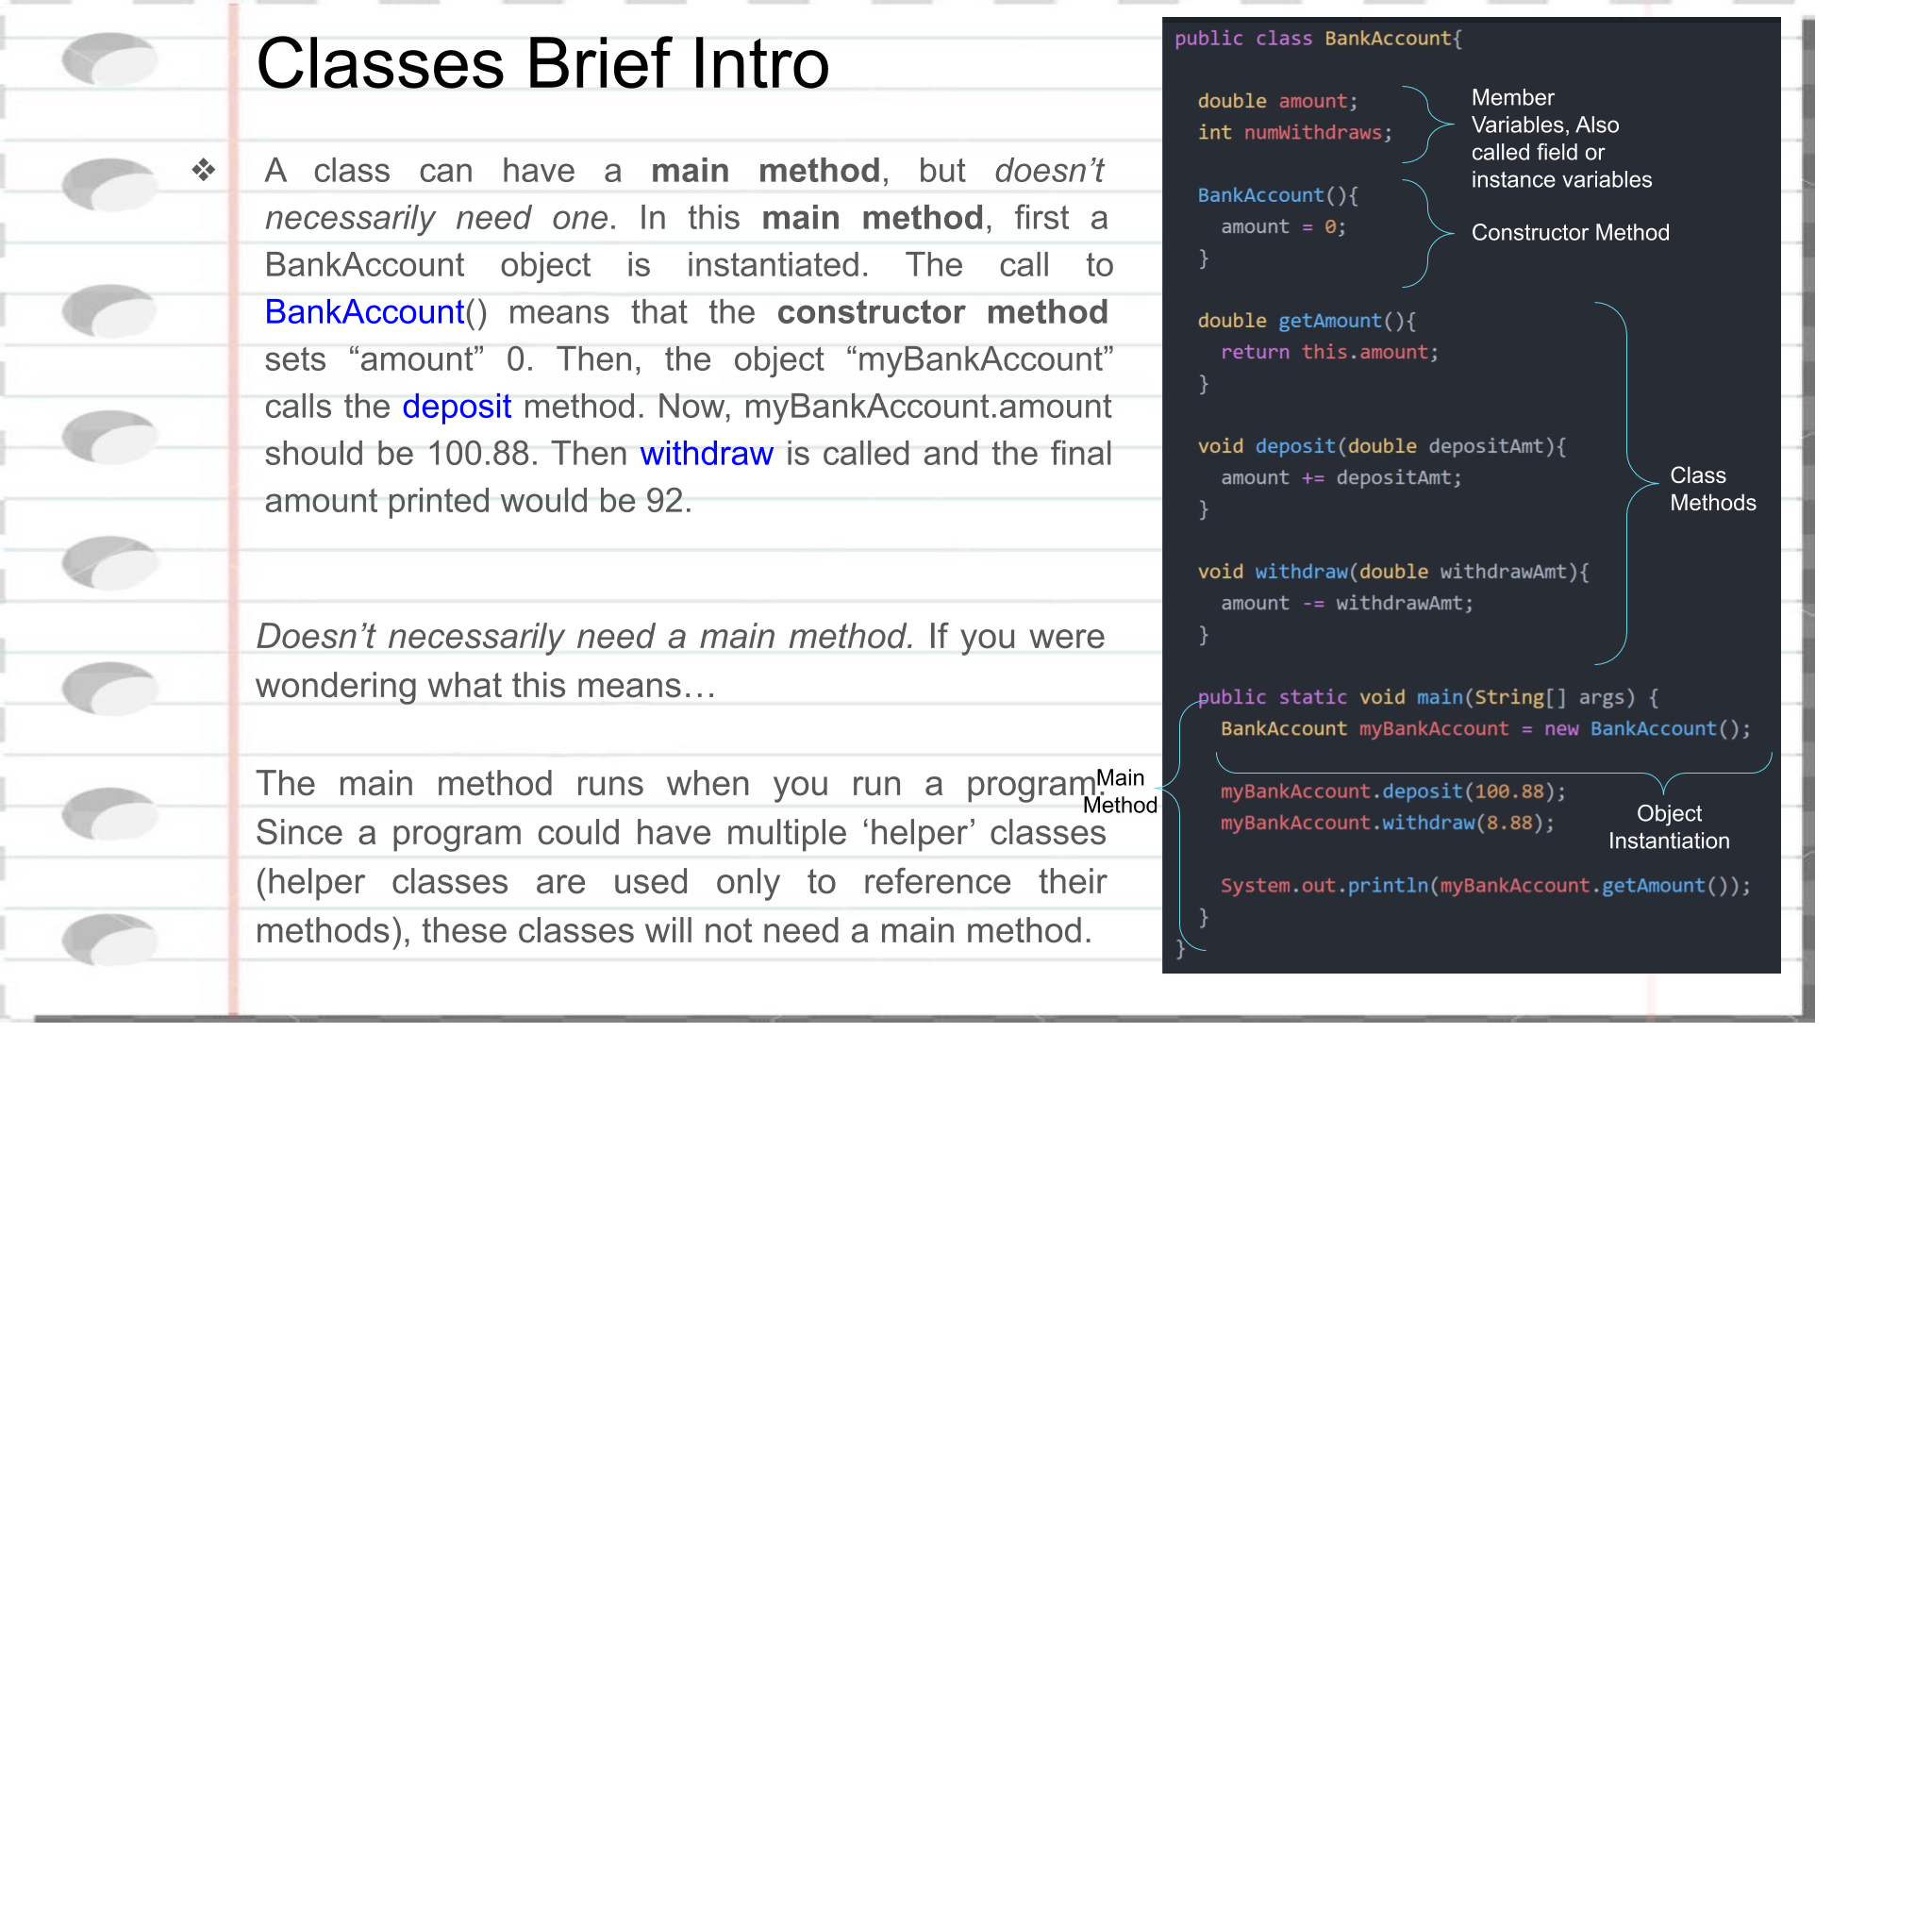 Classes Brief Intro
❖ A class can have a main method, but doesn’t
necessarily need one. In this main method, first a
BankAccount object is instantiated. The call to
BankAccount() means that the constructor method
sets “amount” 0. Then, the object “myBankAccount”
calls the deposit method. Now, myBankAccount.amount
should be 100.88. Then withdraw is called and the final
amount printed would be 92.
Doesn’t necessarily need a main method. If you were
wondering what this means…
The main method runs when you run a program.
Since a program could have multiple ‘helper’ classes
(helper classes are used only to reference their
methods), these classes will not need a main method.
public class BankAccount{
double amount;
int numWithdraws;
Member
Variables, Also
called field or
instance variables
BankAccount(){
amount = 0;
}
Constructor Method
double getAmount(){
return this.amount;
}
void deposit(double depositAmt){
amount += depositAmt;
}
void withdraw(double withdrawAmt){
amount -= withdrawAmt;
}
Class
Methods
public static void main(String[] args) {
BankAccount myBankAccount = new BankAccount();
myBankAccount.deposit(100.88);
myBankAccount.withdraw(8.88);
System.out.println(myBankAccount.getAmount());
}
}
Main
Method
Object
Instantiation